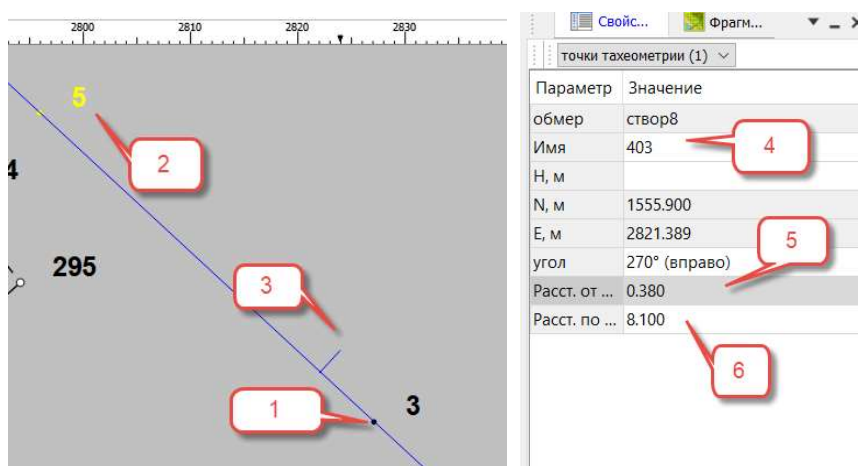 2800 2810 2820 2830
5
2
4
295
3
1
3
Свойс... Фрагм...
точки тахеометрии (1)
Параметр Значение
обмер створ8
Имя 403
4
H, м
N, м 1555.900
E, м 2821.389
5
угол 270° (вправо)
Расст. от ... 0.380
Расст. по ... 8.100
6